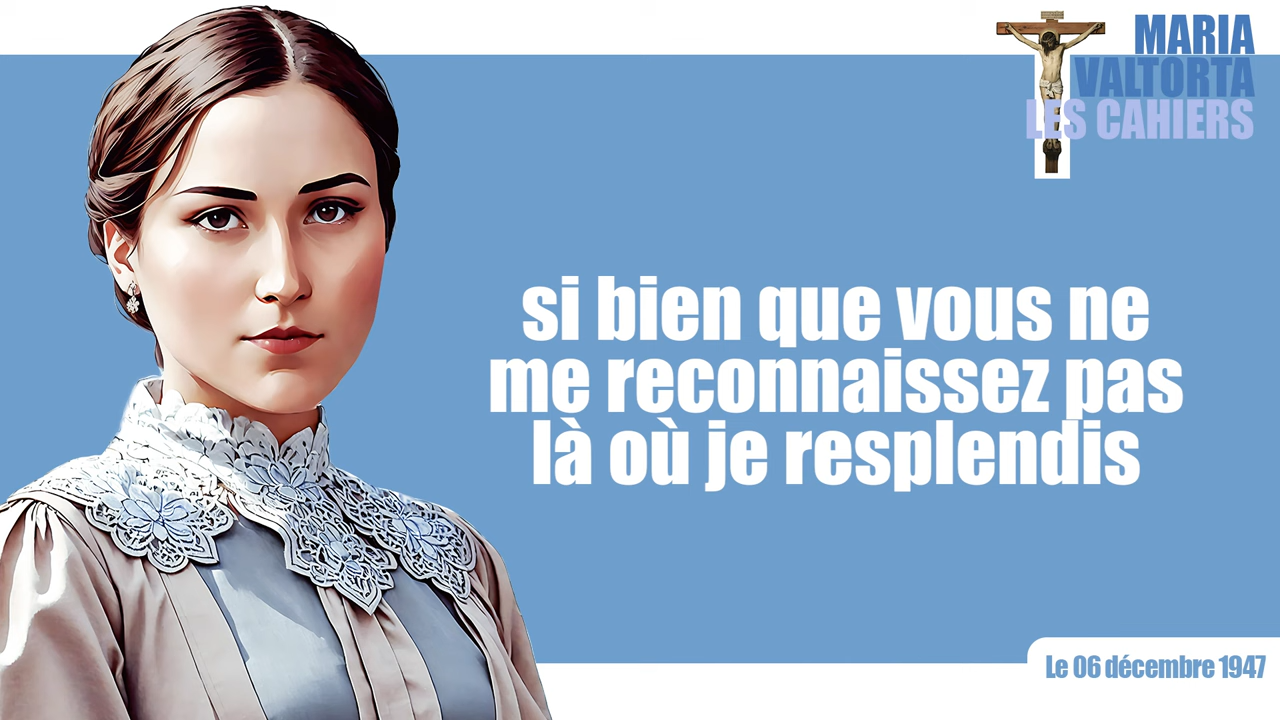 MARIA
VALTORTA
LES CAHIERS
si bien que vous ne
me reconnaissez pas
là où je resplendis
Le 06 décembre 1947